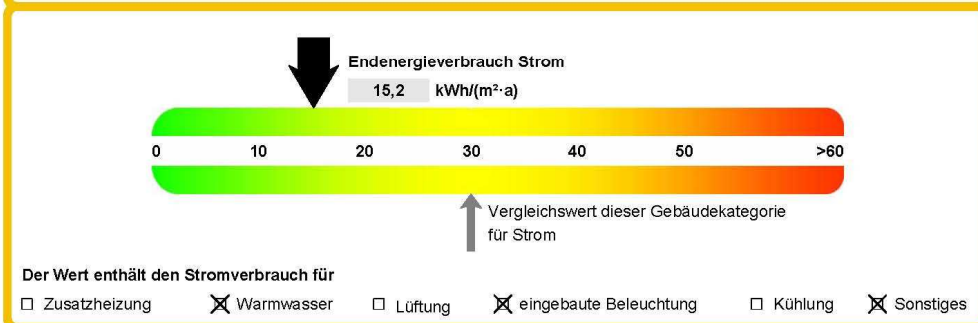 Endenergieverbrauch Strom
15,2 kWh/(m²·a)
0 10 20 30 40 50 >60
Vergleichswert dieser Gebäudekategorie
für Strom
Der Wert enthält den Stromverbrauch für
☐ Zusatzheizung ☒ Warmwasser ☐ Lüftung ☒ eingebaute Beleuchtung ☐ Kühlung ☒ Sonstiges